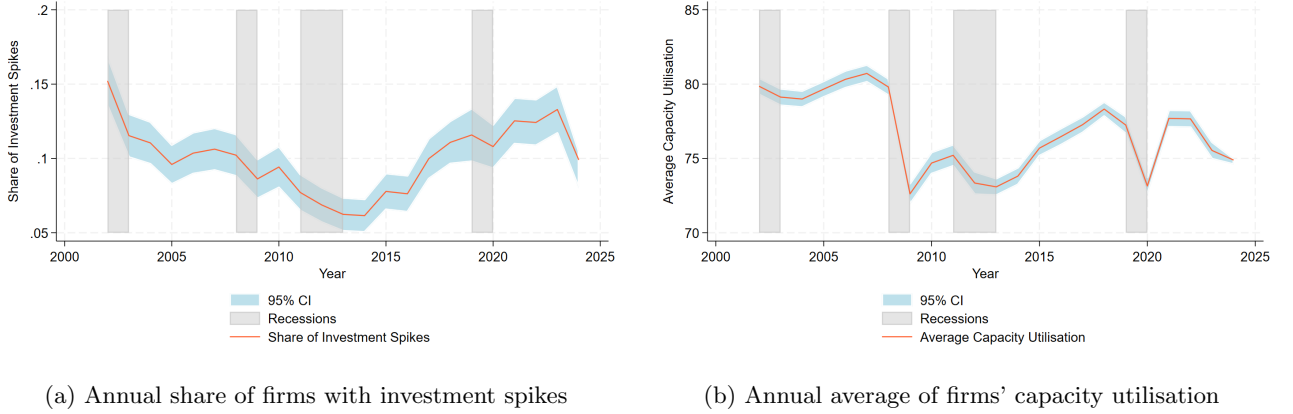 .2
.15
.1
.05
Share of Investment Spikes
2000 2005 2010 2015 2020 2025
Year
95% CI
Recessions
Share of Investment Spikes
(a) Annual share of firms with investment spikes
85
80
75
70
Average Capacity Utilisation
2000 2005 2010 2015 2020 2025
Year
95% CI
Recessions
Average Capacity Utilisation
(b) Annual average of firms' capacity utilisation